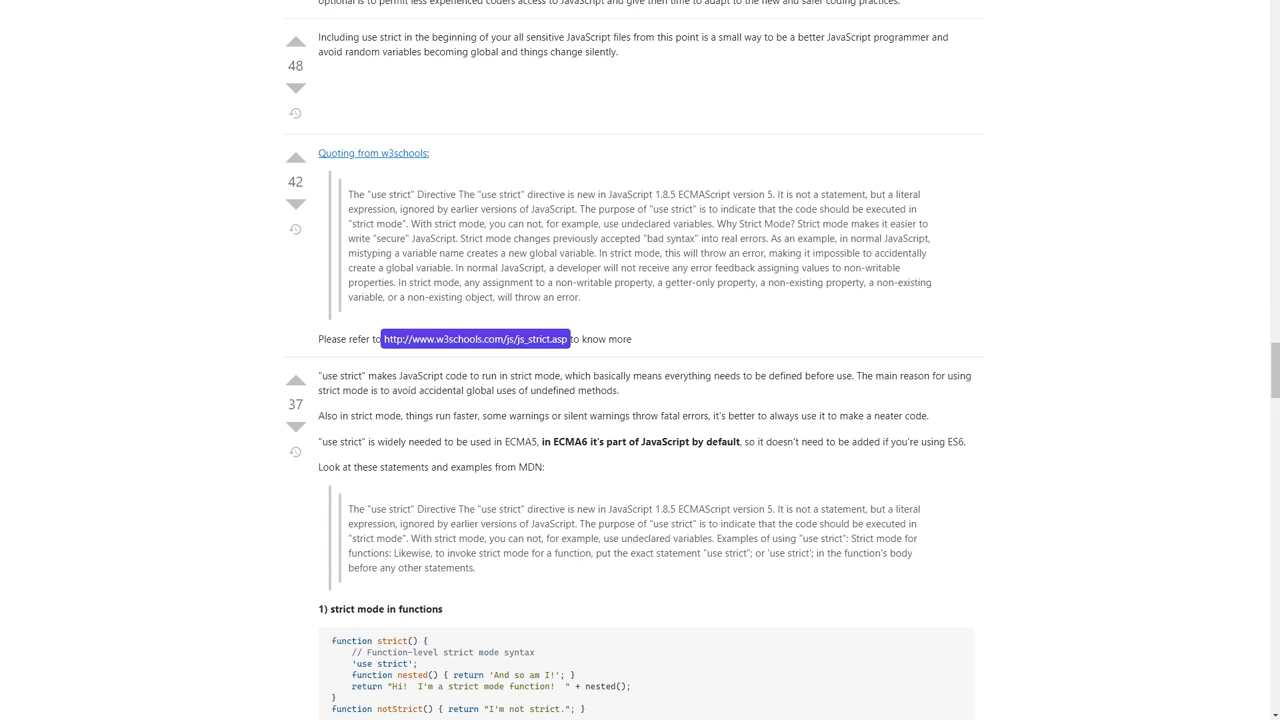 optional is to permit less experienced coders access to JavaScript and give then time to adapt to the new and safer coding practices.
Including use strict in the beginning of your all sensitive JavaScript files from this point is a small way to be a better JavaScript programmer and
avoid random variables becoming global and things change silently.
48
Quoting from w3schools:
42
The "use strict" Directive The "use strict" directive is new in JavaScript 1.8.5 ECMAScript version 5. It is not a statement, but a literal
expression, ignored by earlier versions of JavaScript. The purpose of "use strict" is to indicate that the code should be executed in
"strict mode". With strict mode, you can not, for example, use undeclared variables. Why Strict Mode? Strict mode makes it easier to
write "secure" JavaScript. Strict mode changes previously accepted "bad syntax" into real errors. As an example, in normal JavaScript,
mistyping a variable name creates a new global variable. In strict mode, this will throw an error, making it impossible to accidentally
create a global variable. In normal JavaScript, a developer will not receive any error feedback assigning values to non-writable
properties. In strict mode, any assignment to a non-writable property, a getter-only property, a non-existing property, a non-existing
variable, or a non-existing object, will throw an error.
Please refer to http://www.w3schools.com/js/js_strict.asp to know more
"use strict" makes JavaScript code to run in strict mode, which basically means everything needs to be defined before use. The main reason for using
strict mode is to avoid accidental global uses of undefined methods.
37
Also in strict mode, things run faster, some warnings or silent warnings throw fatal errors, it's better to always use it to make a neater code.
"use strict" is widely needed to be used in ECMA5, in ECMA6 it's part of JavaScript by default, so it doesn't need to be added if you're using ES6.
Look at these statements and examples from MDN:
The "use strict" Directive The "use strict" directive is new in JavaScript 1.8.5 ECMAScript version 5. It is not a statement, but a literal
expression, ignored by earlier versions of JavaScript. The purpose of "use strict" is to indicate that the code should be executed in
"strict mode". With strict mode, you can not, for example, use undeclared variables. Examples of using "use strict": Strict mode for
functions: Likewise, to invoke strict mode for a function, put the exact statement "use strict"; or 'use strict'; in the function's body
before any other statements.
1) strict mode in functions
function strict() {
// Function-level strict mode syntax
'use strict';
function nested() { return 'And so am I!'; }
return "Hi!  I'm a strict mode function!  " + nested();
}
function notStrict() { return "I'm not strict."; }